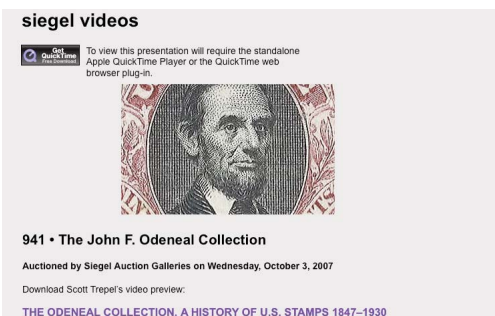 siegel videos
Get
QuickTime
Free Download
To view this presentation will require the standalone
Apple QuickTime Player or the QuickTime web
browser plug-in.
941 • The John F. Odeneal Collection
Auctioned by Siegel Auction Galleries on Wednesday, October 3, 2007
Download Scott Trepel's video preview:
THE ODENEAL COLLECTION, A HISTORY OF U.S. STAMPS 1847–1930